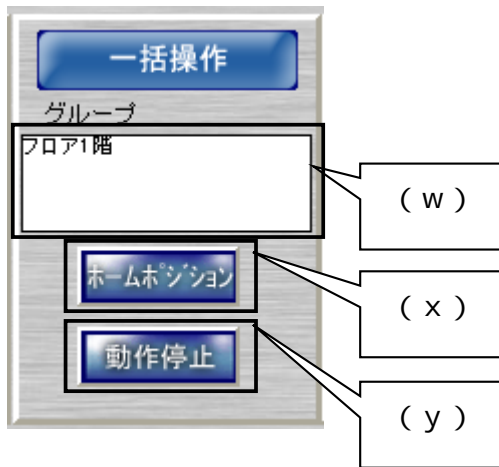 一括操作
グループ
フロア1階
（ｗ）
ホームポジション
（ｘ）
動作停止
（ｙ）